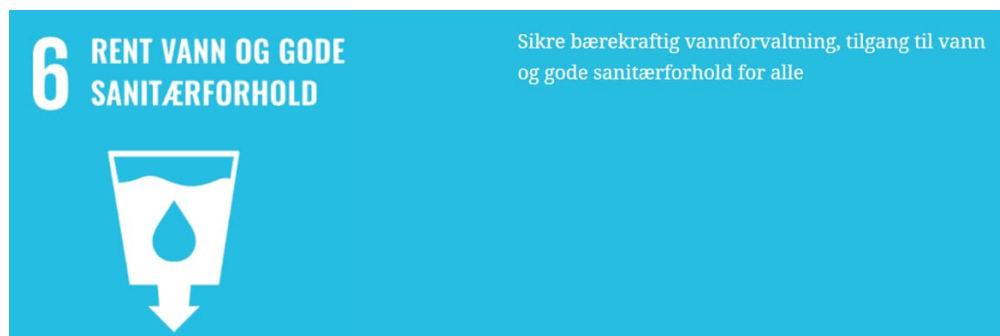 6 RENT VANN OG GODE
SANITÆRFORHOLD
Sikre bærekraftig vannforvaltning, tilgang til vann
og gode sanitærforhold for alle